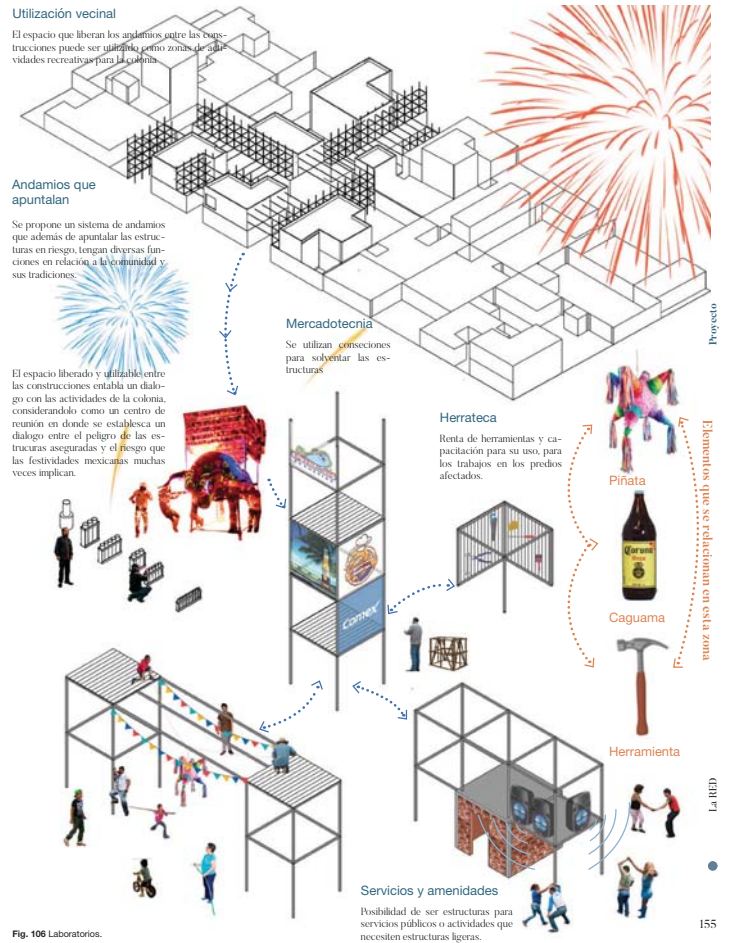 Utilización vecinal
El espacio que liberan los andamios entre las cons-
trucciones puede ser utilizado como zonas de acti-
vidades recreativas para la colonia
Andamios que
apuntalan
Se propone un sistema de andamios
que además de apuntalar las estruc-
turas en riesgo, tengan diversas fun-
ciones en relación a la comunidad y
sus tradiciones.
El espacio liberado y utilizable entre
las construcciones entabla un dialo-
go con las actividades de la colonia,
considerandolo como un centro de
reunión en donde se establesca un
dialogo entre el peligro de las es-
trucuras aseguradas y el riesgo que
las festividades mexicanas muchas
veces implican.
Mercadotecnia
Se utilizan conseciones
para solventar las es-
tructuras
Comex
Herrateca
Renta de herramientas y ca-
pacitación para su uso, para
los trabajos en los predios
afectados.
Piñata
Corona
Caguama
Herramienta
Elementos que se relacionan en esta zona
Proyecto
La RED
Servicios y amenidades
Posibilidad de ser estructuras para
servicios públicos o actividades que
necesiten estructuras ligeras.
Fig. 106 Laboratorios.
155